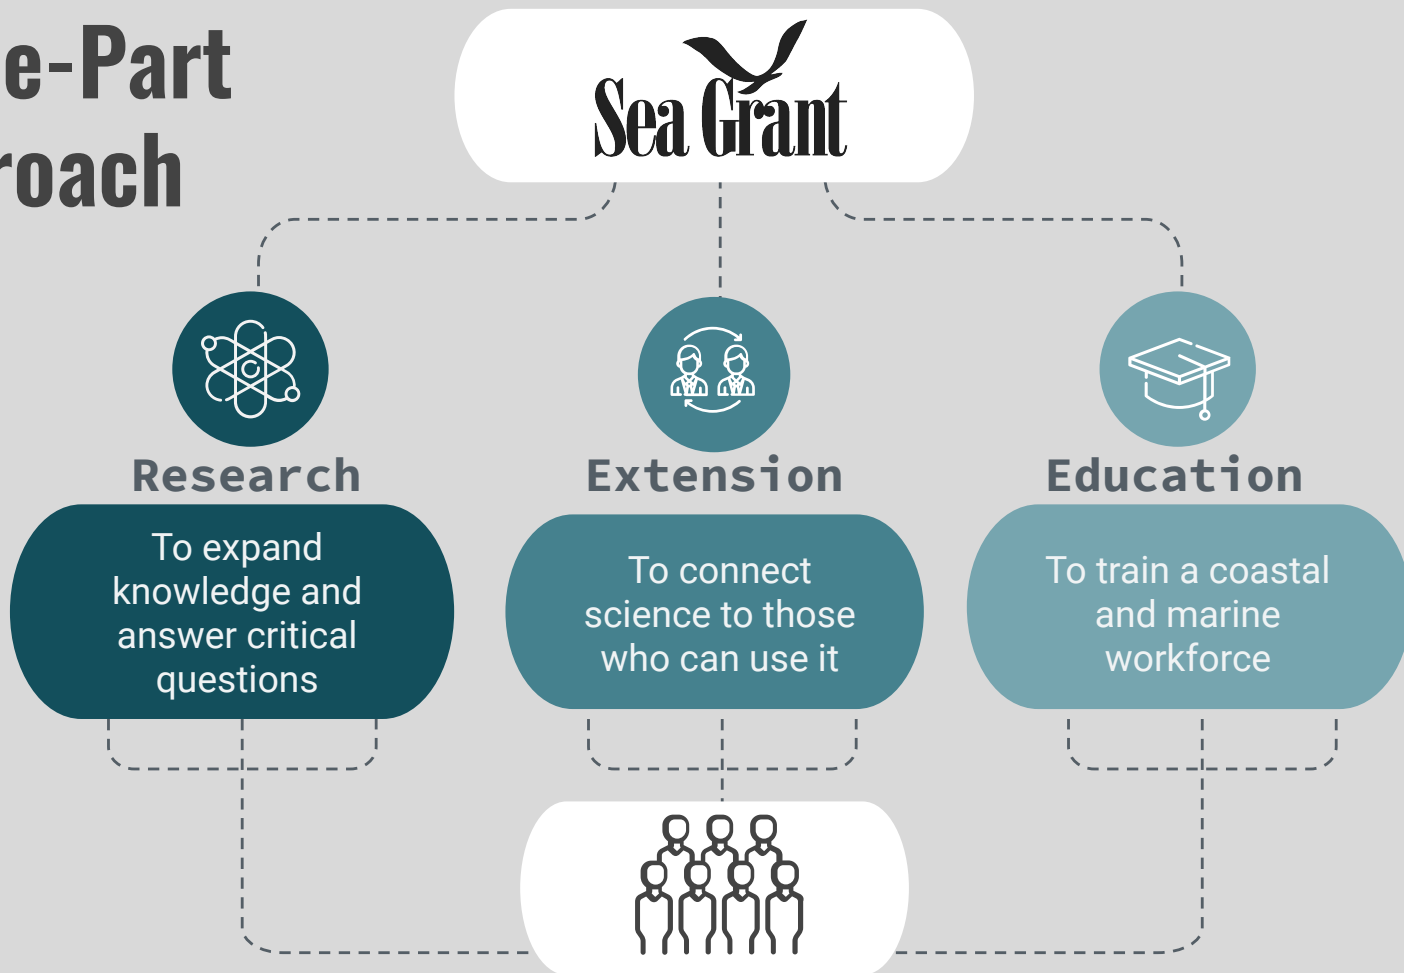 e-Part
roach
Sea Grant
Research
To expand
knowledge and
answer critical
questions
Extension
To connect
science to those
who can use it
Education
To train a coastal
and marine
workforce